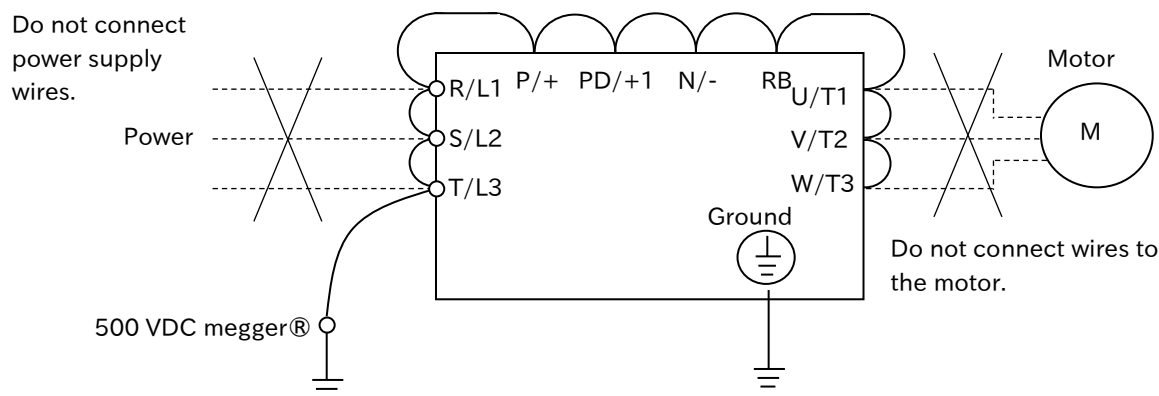 Do not connect
power supply
wires.
Power
R/L1
S/L2
T/L3
P/+
PD/+1
N/-
RB
U/T1
V/T2
W/T3
Motor
M
Ground
Do not connect wires to
the motor.
500 VDC megger®